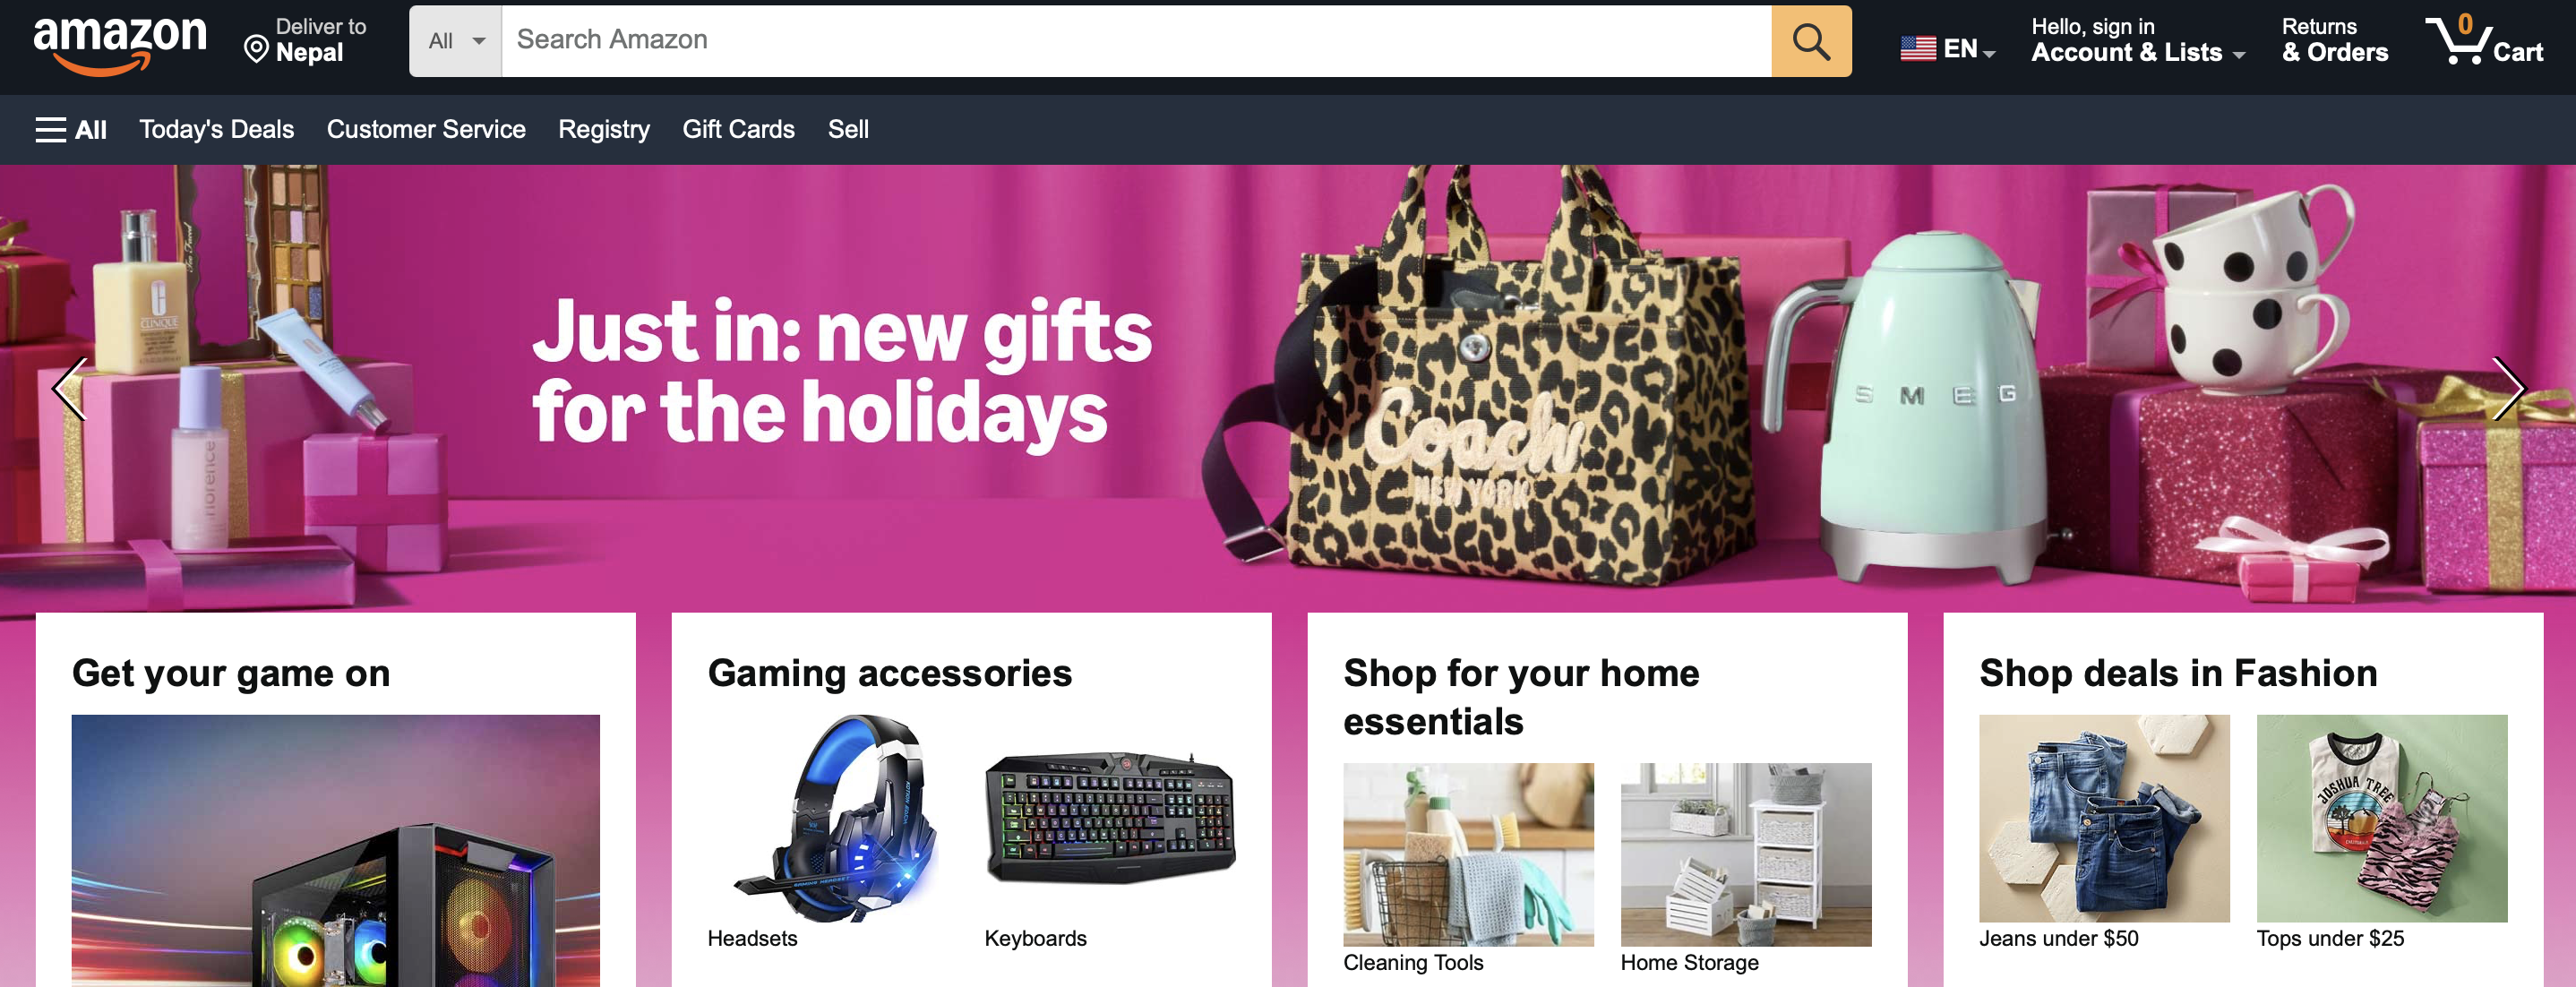 amazon
Deliver to
Nepal
All
Search Amazon
EN
Hello, sign in
Account & Lists
Returns
& Orders
0
Cart
All
Today's Deals
Customer Service
Registry
Gift Cards
Sell
Just in: new gifts
for the holidays
CLINIQUE
florence
Coach
NEW YORK
SMEG
Get your game on
Gaming accessories
Headsets
Keyboards
Shop for your home
essentials
Cleaning Tools
Home Storage
Shop deals in Fashion
JOSHUA TREE
Jeans under $50
Tops under $25